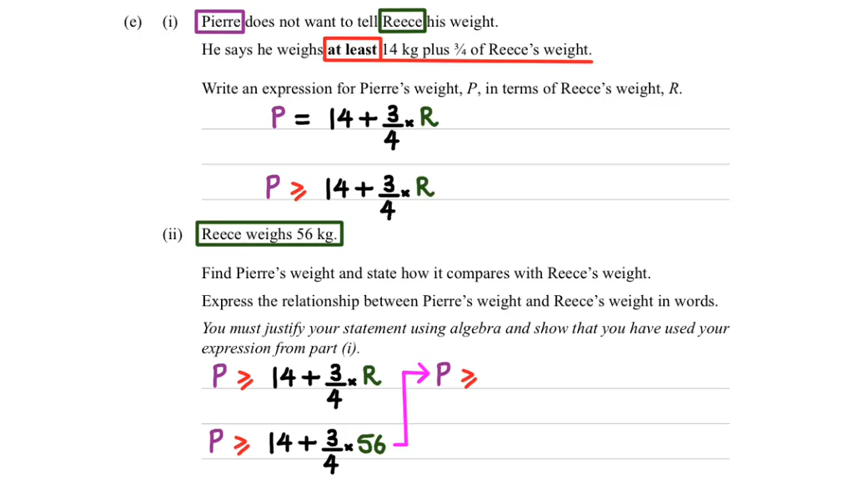 (e) (i) Pierre does not want to tell Reece his weight.
He says he weighs at least 14 kg plus ¾ of Reece's weight.
Write an expression for Pierre's weight, P, in terms of Reece's weight, R.
P = 14 + 3/4 × R
P ⩾ 14 + 3/4 × R
(ii) Reece weighs 56 kg.
Find Pierre's weight and state how it compares with Reece's weight.
Express the relationship between Pierre's weight and Reece's weight in words.
You must justify your statement using algebra and show that you have used your
expression from part (i).
P ⩾ 14 + 3/4 × R → P ⩾
P ⩾ 14 + 3/4 × 56